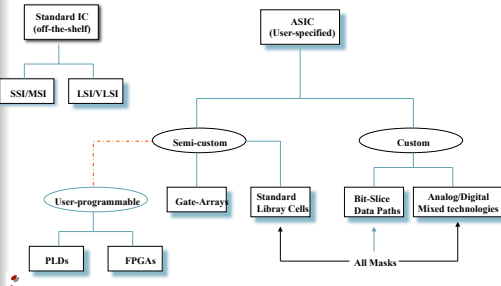 Standard IC
(off-the-shelf)
ASIC
(User-specified)
SSI/MSI
LSI/VLSI
Semi-custom
Custom
User-programmable
Gate-Arrays
Standard
Libray Cells
Bit-Slice
Data Paths
Analog/Digital
Mixed technologies
PLDs
FPGAs
All Masks